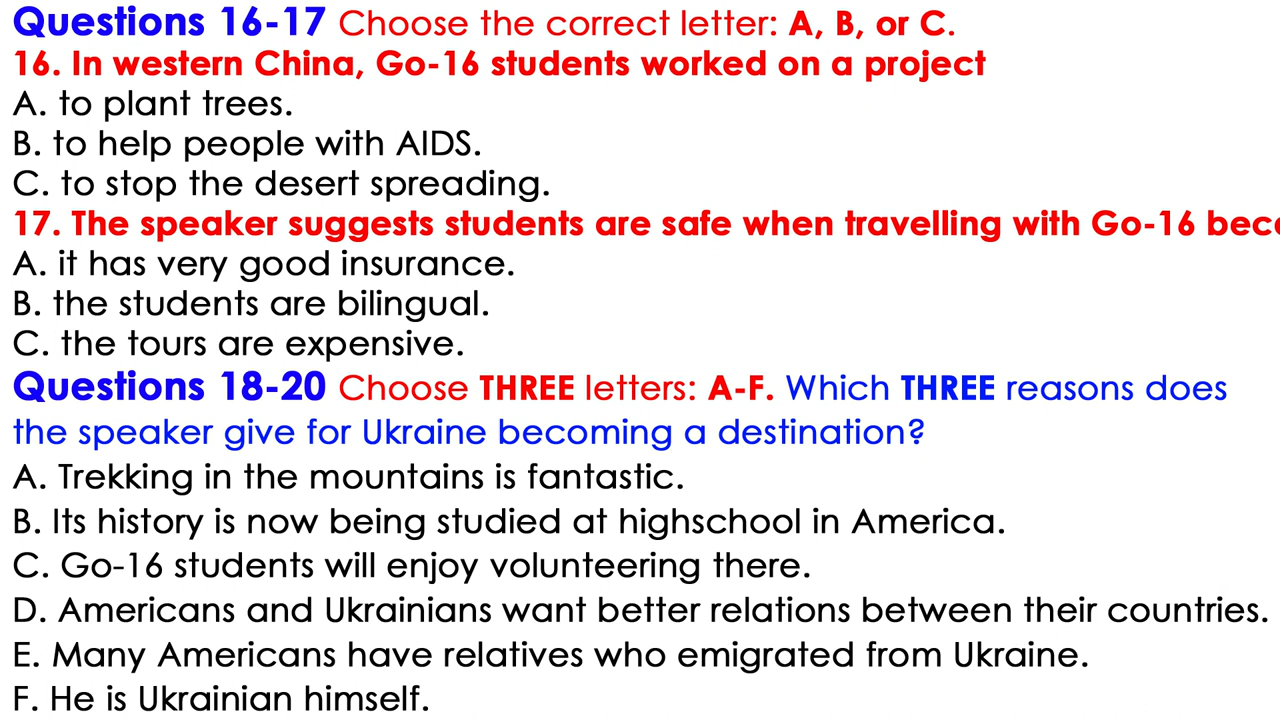 Questions 16-17 Choose the correct letter: A, B, or C.
16. In western China, Go-16 students worked on a project
A. to plant trees.
B. to help people with AIDS.
C. to stop the desert spreading.
17. The speaker suggests students are safe when travelling with Go-16
A. it has very good insurance.
B. the students are bilingual.
C. the tours are expensive.
Questions 18-20 Choose THREE letters: A-F. Which THREE reasons does
the speaker give for Ukraine becoming a destination?
A. Trekking in the mountains is fantastic.
B. Its history is now being studied at highschool in America.
C. Go-16 students will enjoy volunteering there.
D. Americans and Ukrainians want better relations between their countries.
E. Many Americans have relatives who emigrated from Ukraine.
F. He is Ukrainian himself.